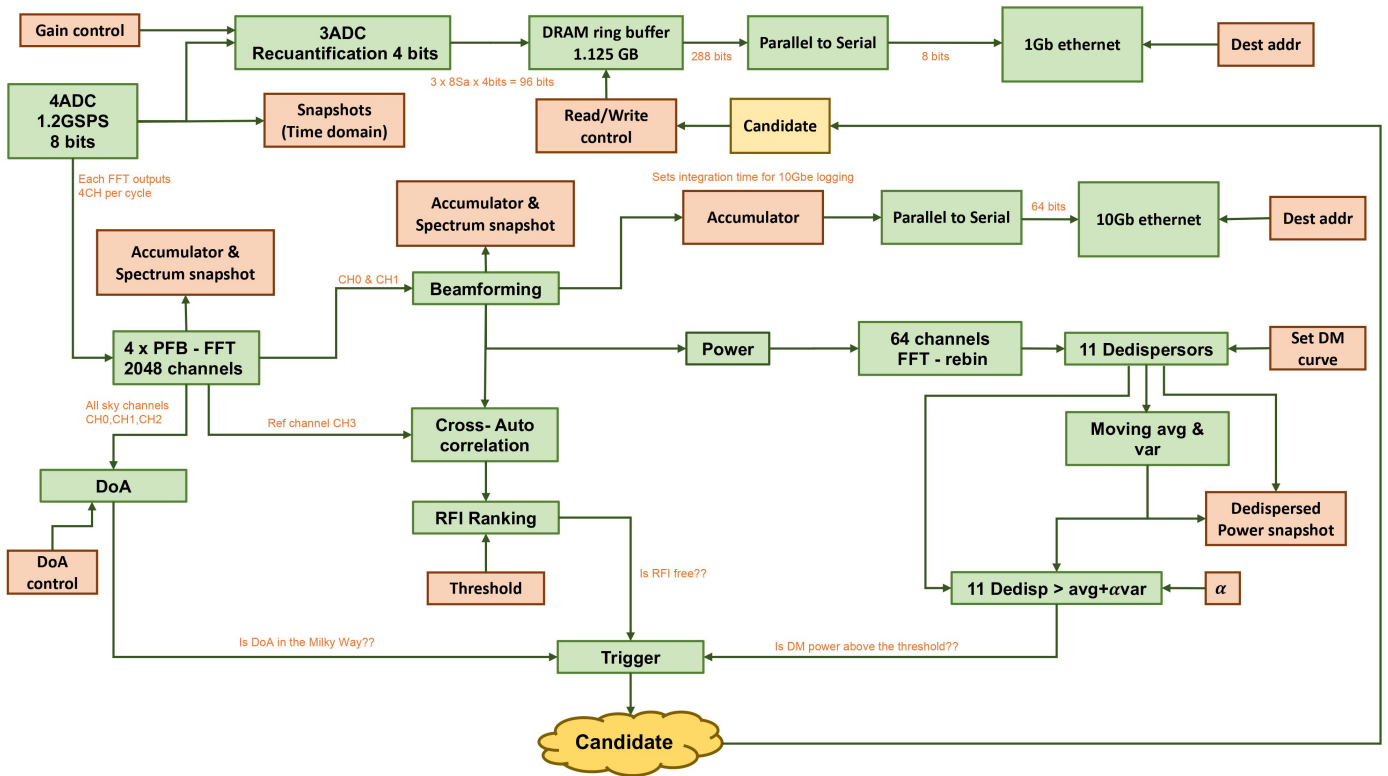 Gain control
3ADC
Recuantification 4 bits
DRAM ring buffer
1.125 GB
288 bits
Parallel to Serial
8 bits
1Gb ethernet
Dest addr
3 x 8Sa x 4bits = 96 bits
4ADC
1.2GSPS
8 bits
Snapshots
(Time domain)
Read/Write
control
Candidate
Each FFT outputs
4CH per cycle
Sets integration time for 10Gbe logging
Accumulator &
Spectrum snapshot
Accumulator
Parallel to Serial
64 bits
10Gb ethernet
Dest addr
Accumulator &
Spectrum snapshot
CH0 & CH1
Beamforming
4 x PFB - FFT
2048 channels
Power
64 channels
FFT - rebin
11 Dedispersors
Set DM
curve
All sky channels
CH0,CH1,CH2
Ref channel CH3
Cross- Auto
correlation
Moving avg &
var
DoA
RFI Ranking
Dedispersed
Power snapshot
DoA
control
Threshold
Is RFI free??
11 Dedisp > avg+αvar
α
Is DoA in the Milky Way??
Trigger
Is DM power above the threshold??
Candidate